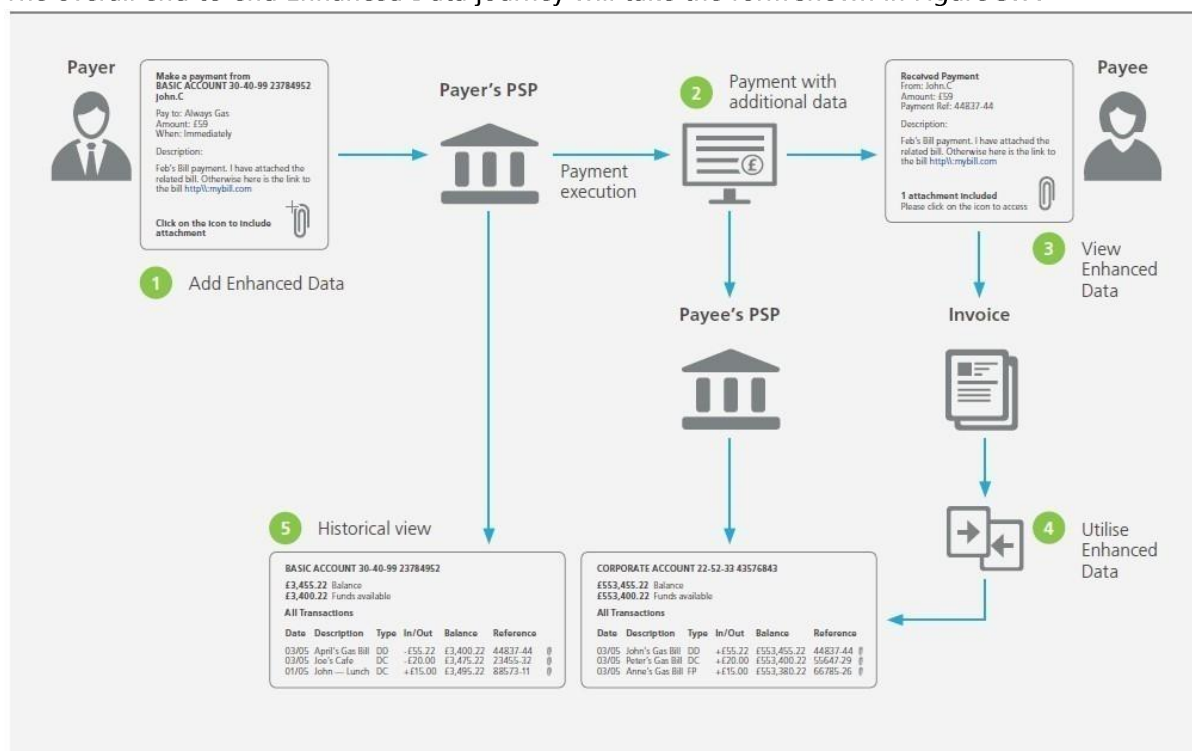 Payer
Make a payment from
BASIC ACCOUNT 30-40-99 23784952
John.C
Pay to: Always Gas
Amount: £59
When: Immediately
Description:
Feb's Bill payment. I have attached the
related bill. Otherwise here is the link to
the bill http\\:mybill.com
Click on the icon to include
attachment
1 Add Enhanced Data
Payer's PSP
Payment
execution
2 Payment with
additional data
Received Payment
From: John.C
Amount: £59
Payment Ref: 44837-44
Description:
Feb's Bill payment. I have attached the
related bill. Otherwise here is the link to
the bill http\\:mybill.com
1 attachment included
Please click on the icon to access
Payee
3 View
Enhanced
Data
Payee's PSP
Invoice
4 Utilise
Enhanced
Data
5 Historical view
BASIC ACCOUNT 30-40-99 23784952
£3,455.22 Balance
£3,400.22 Funds available
All Transactions
Date Description Type In/Out Balance Reference
03/05 April's Gas Bill DD -£55.22 £3,400.22 44837-44
03/05 Joe's Cafe DC -£20.00 £3,475.22 23455-32
01/05 John — Lunch DC +£15.00 £3,495.22 88573-11
CORPORATE ACCOUNT 22-52-33 43576843
£553,455.22 Balance
£553,400.22 Funds available
All Transactions
Date Description Type In/Out Balance Reference
03/05 John's Gas Bill DD +£55.22 £553,455.22 44837-44
03/05 Peter's Gas Bill DC +£20.00 £553,400.22 55647-29
03/05 Anne's Gas Bill FP +£15.00 £553,380.22 66785-26